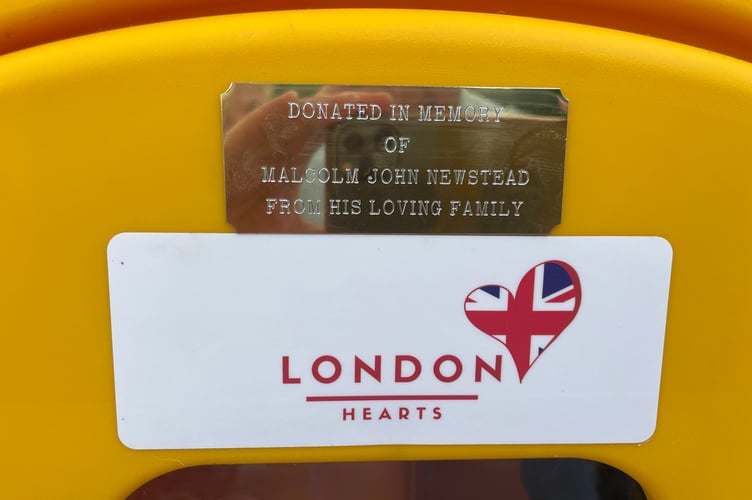 DONATED IN MEMORY
OF
MALCOLM JOHN NEWSTEAD
FROM HIS LOVING FAMILY
LONDON
HEARTS